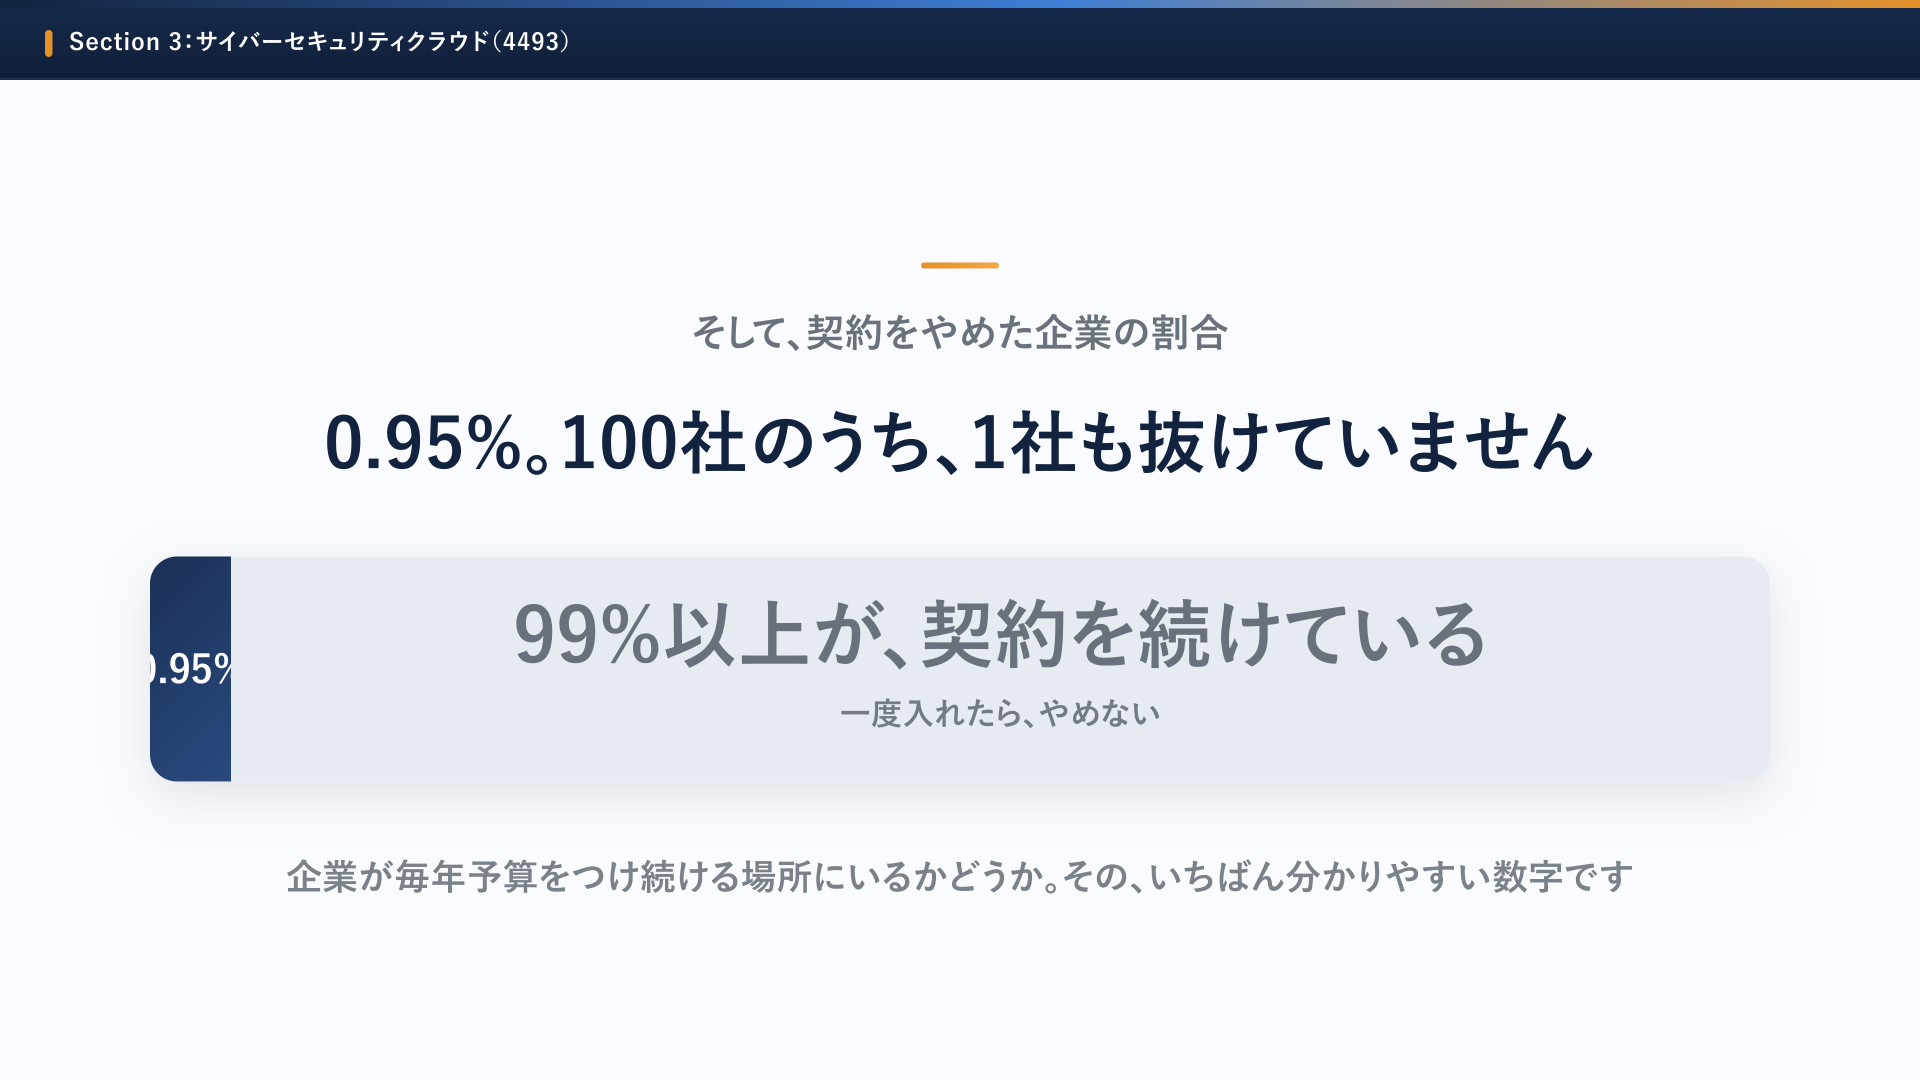 Section 3：サイバーセキュリティクラウド（4493）
そして、契約をやめた企業の割合
0.95%。100社のうち、1社も抜けていません
0.95%
99%以上が、契約を続けている
一度入れたら、やめない
企業が毎年予算をつけ続ける場所にいるかどうか。その、いちばん分かりやすい数字です